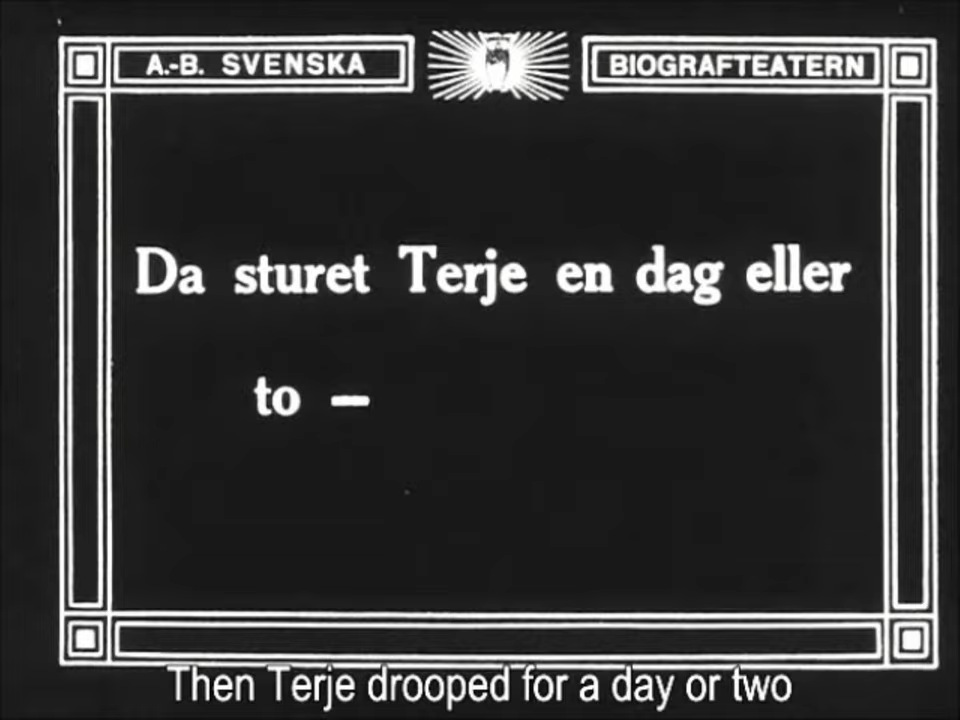 A.-B. SVENSKA BIOGRAFTEATERN
Da sturet Terje en dag eller
to —
Then Terje drooped for a day or two